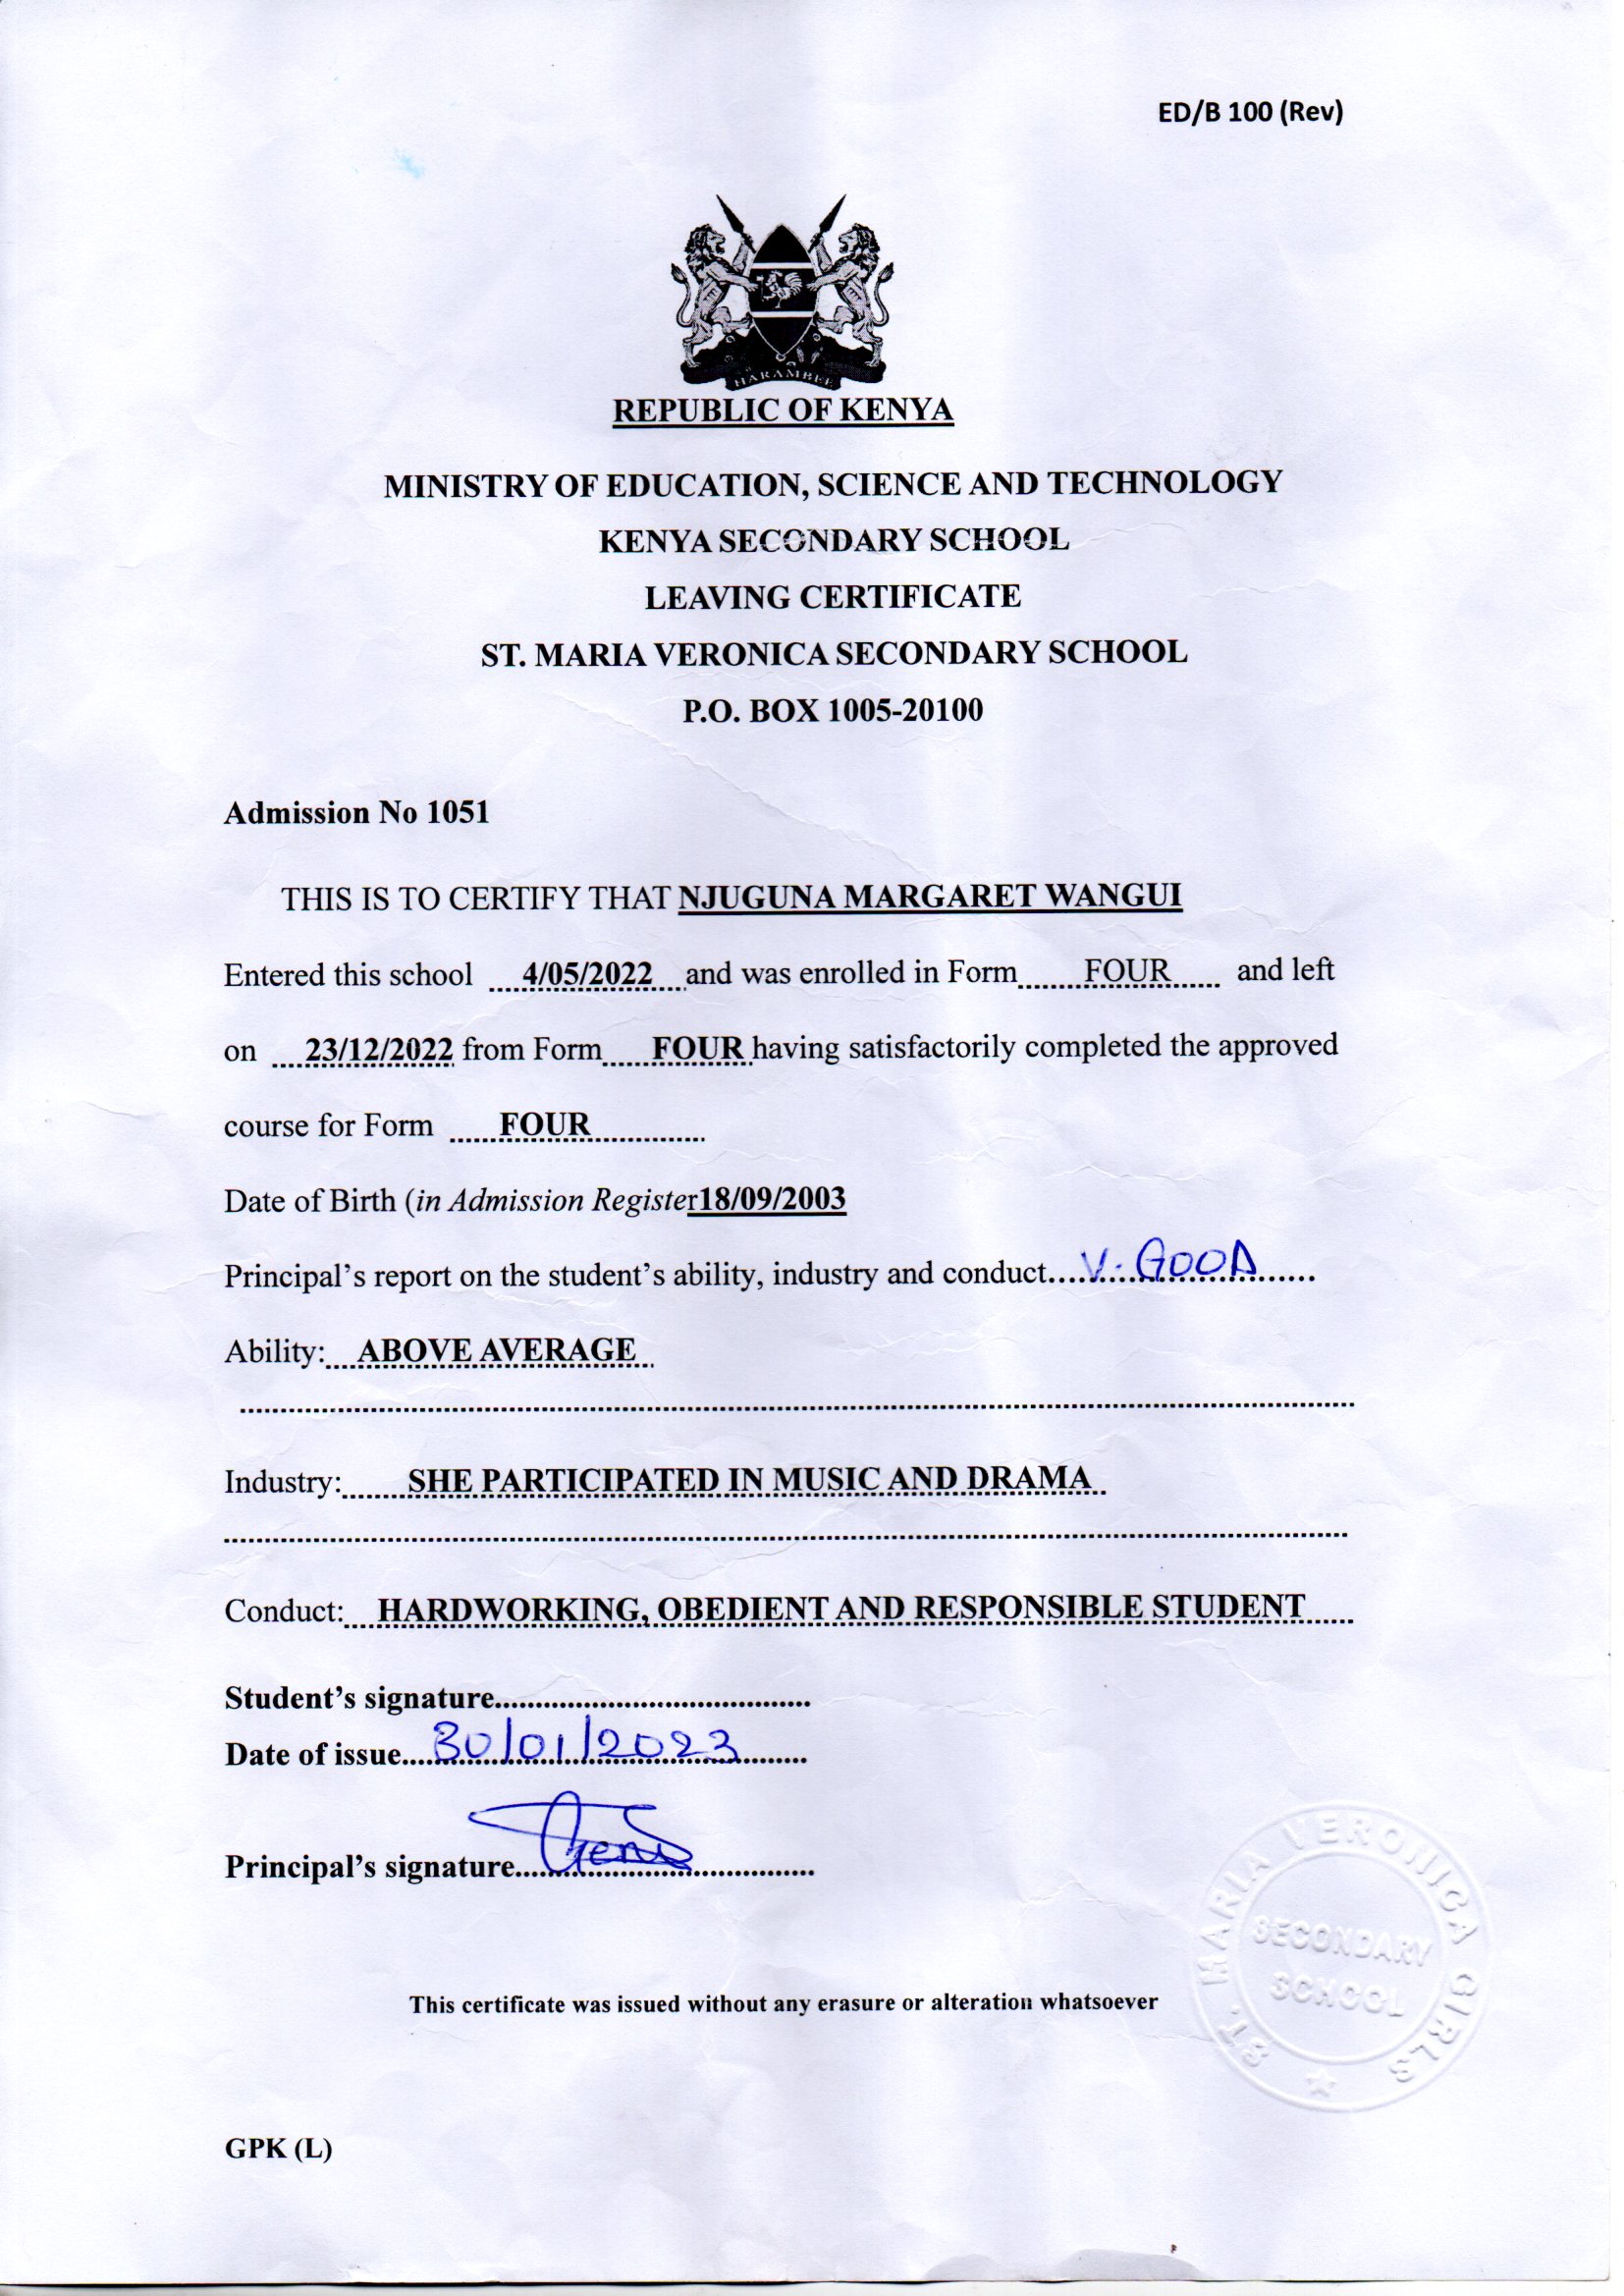 ED/B 100 (Rev)
HARAMBEE
REPUBLIC OF KENYA
MINISTRY OF EDUCATION, SCIENCE AND TECHNOLOGY
KENYA SECONDARY SCHOOL
LEAVING CERTIFICATE
ST. MARIA VERONICA SECONDARY SCHOOL
P.O. BOX 1005-20100
Admission No 1051
THIS IS TO CERTIFY THAT NJUGUNA MARGARET WANGUI
Entered this school 4/05/2022 and was enrolled in Form FOUR and left
on 23/12/2022 from Form FOUR having satisfactorily completed the approved
course for Form FOUR
Date of Birth (in Admission Register18/09/2003
Principal's report on the student's ability, industry and conduct....V. GOOD
Ability: ABOVE AVERAGE
Industry: SHE PARTICIPATED IN MUSIC AND DRAMA
Conduct: HARDWORKING, OBEDIENT AND RESPONSIBLE STUDENT
Student's signature
Date of issue 30/01/2023
Principal's signature
This certificate was issued without any erasure or alteration whatsoever
ST. MARIA VERONICA GIRLS
SECONDARY
SCHOOL
GPK (L)